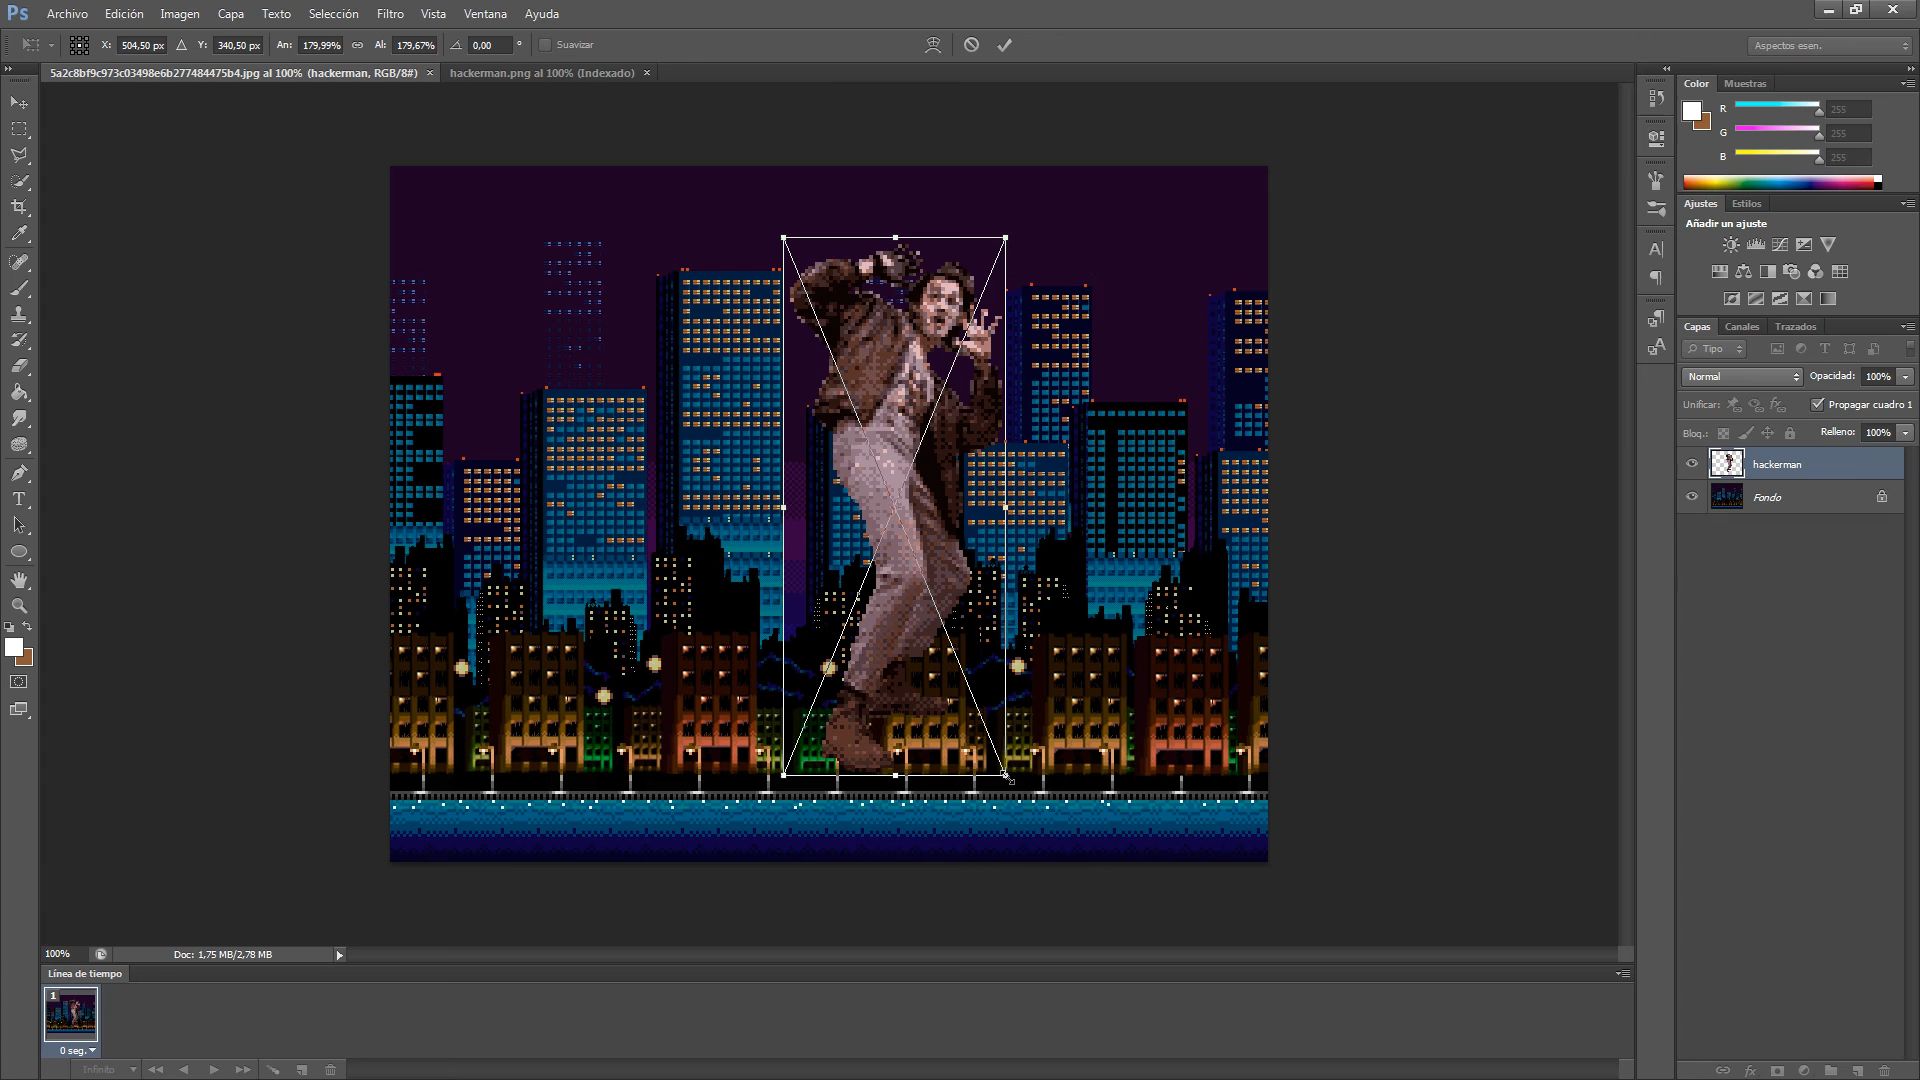 Ps Archivo Edición Imagen Capa Texto Selección Filtro Vista Ventana Ayuda
X: 504,50 px Y: 340,50 px An: 179,99% Al: 179,67% 0,00 ° Suavizar Aspectos esen.
5a2c8bf9c973c03498e6b277484475b4.jpg al 100% (hackerman, RGB/8#) × hackerman.png al 100% (Indexado) ×
Color Muestras
R 255
G 255
B 255
Ajustes Estilos
Añadir un ajuste
Capas Canales Trazados
Tipo
Normal Opacidad: 100%
Unificar: Propagar cuadro 1
Bloq.: Relleno: 100%
hackerman
Fondo
100% Doc: 1,75 MB/2,78 MB
Línea de tiempo
1
0 seg.
Infinito